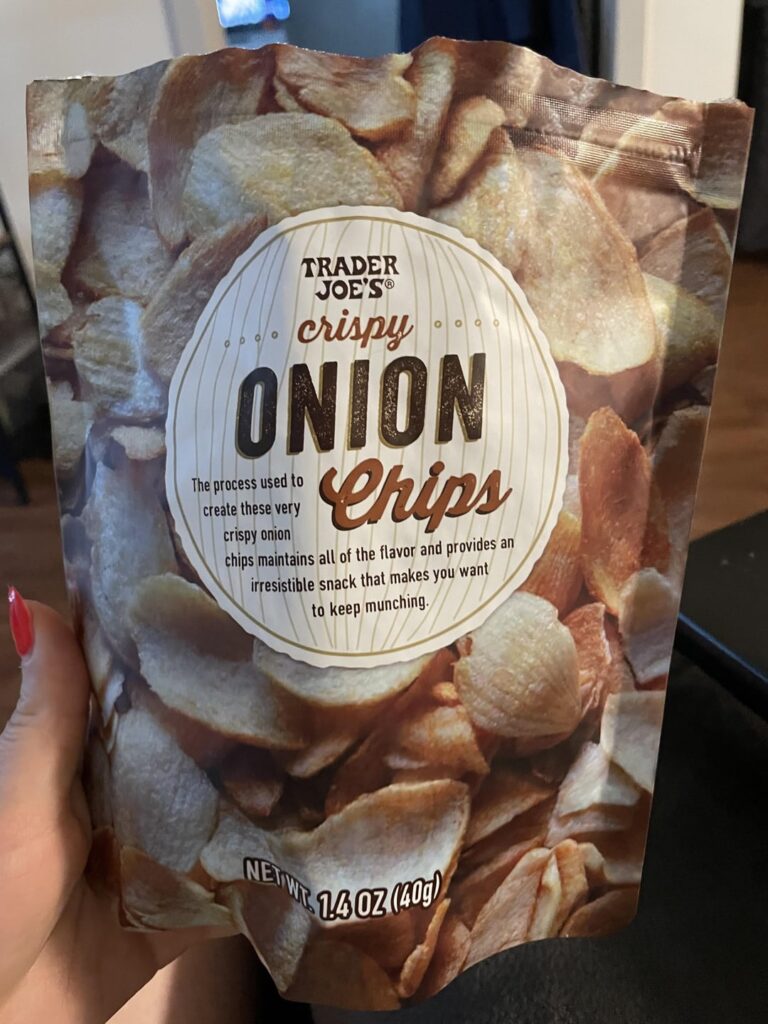 TRADER
JOE'S®
crispy
ONION
Chips
The process used to
create these very
crispy onion
chips maintains all of the flavor and provides an
irresistible snack that makes you want
to keep munching.
NET WT. 1.4 OZ (40g)